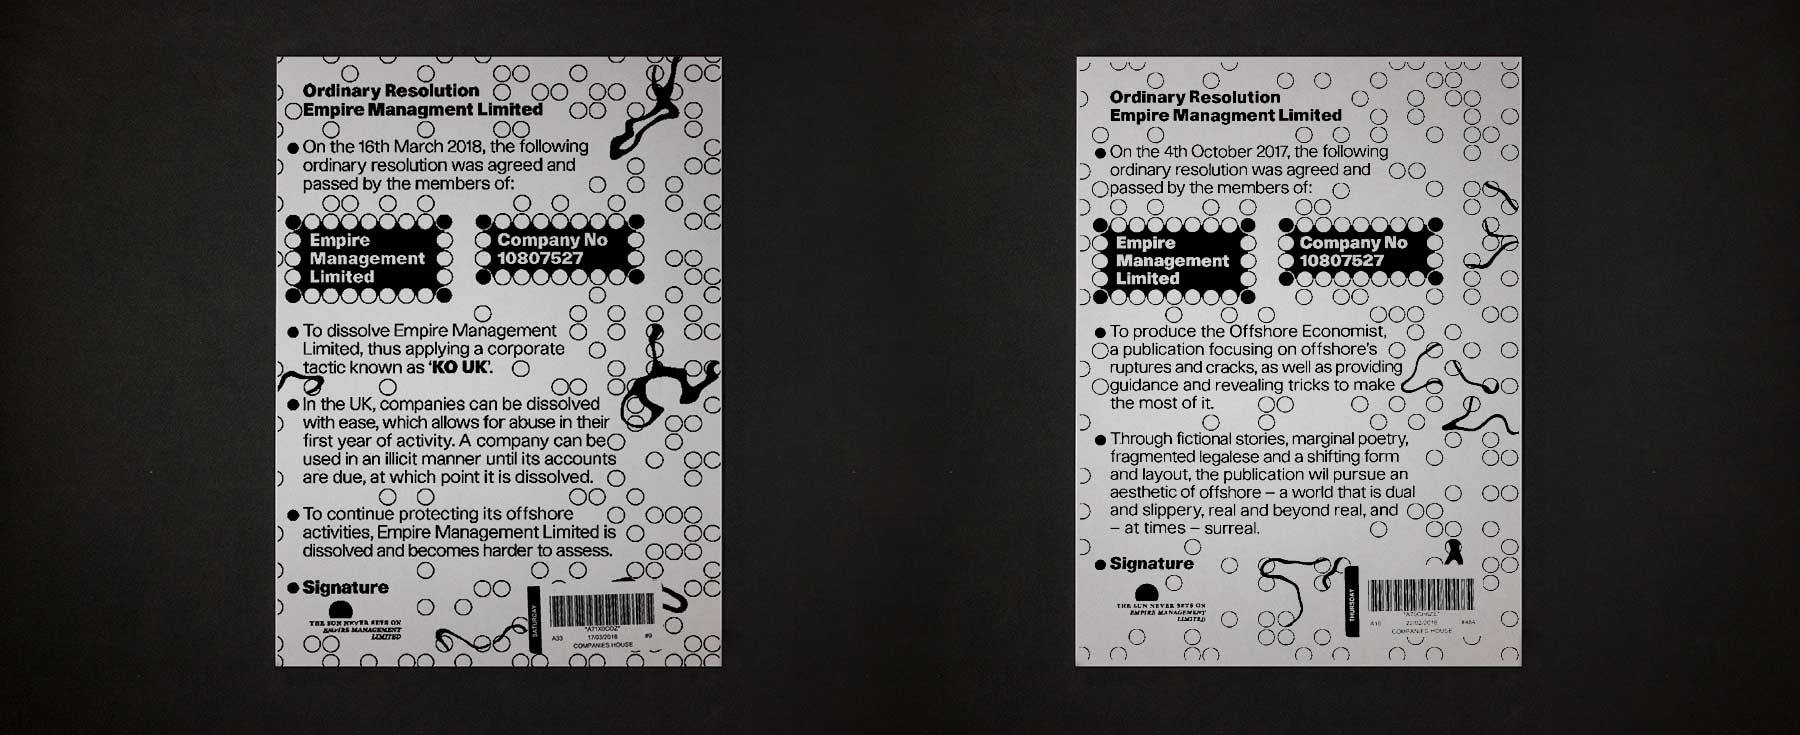 Ordinary Resolution
Empire Managment Limited
On the 16th March 2018, the following
ordinary resolution was agreed and
passed by the members of:
Empire
Management
Limited
Company No
10807527
To dissolve Empire Management
Limited, thus applying a corporate
tactic known as 'KO UK'.
In the UK, companies can be dissolved
with ease, which allows for abuse in their
first year of activity. A company can be
used in an illicit manner until its accounts
are due, at which point it is dissolved.
To continue protecting its offshore
activities, Empire Management Limited is
dissolved and becomes harder to assess.
Signature
THE SUN NEVER SETS ON
EMPIRE MANAGEMENT
LIMITED
SATURDAY
A33 17/03/2018 #9
COMPANIES HOUSE
Ordinary Resolution
Empire Managment Limited
On the 4th October 2017, the following
ordinary resolution was agreed and
passed by the members of:
Empire
Management
Limited
Company No
10807527
To produce the Offshore Economist,
a publication focusing on offshore's
ruptures and cracks, as well as providing
guidance and revealing tricks to make
the most of it.
Through fictional stories, marginal poetry,
fragmented legalese and a shifting form
and layout, the publication wil pursue an
aesthetic of offshore – a world that is dual
and slippery, real and beyond real, and
– at times – surreal.
Signature
THE SUN NEVER SETS ON
EMPIRE MANAGEMENT
LIMITED
THURSDAY
22/02/2018
COMPANIES HOUSE